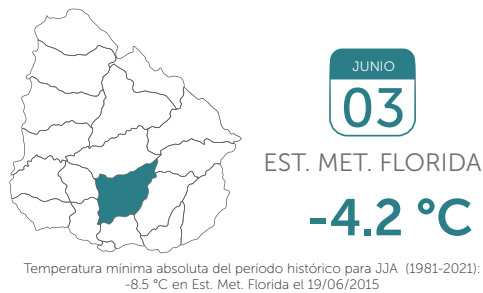 JUNIO
03
EST. MET. FLORIDA
-4.2 °C
Temperatura mínima absoluta del período histórico para JJA (1981-2021):
-8.5 °C en Est. Met. Florida el 19/06/2015